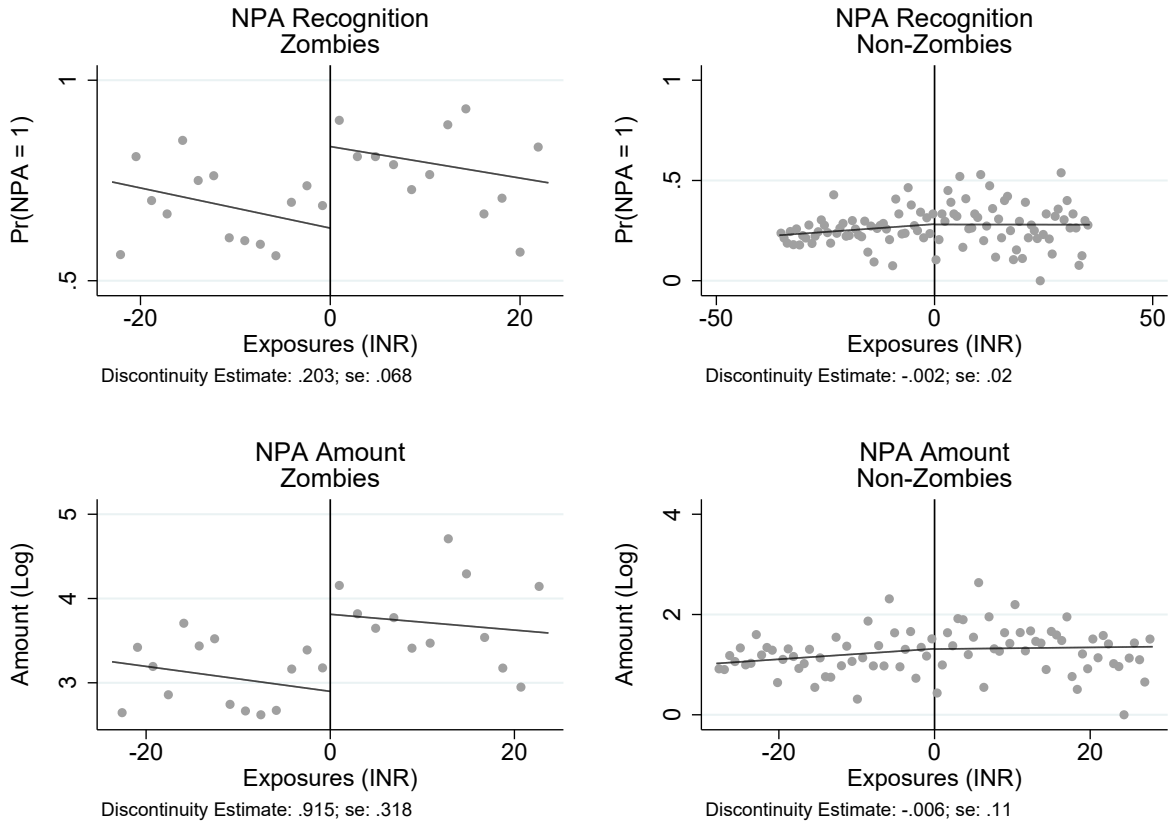 NPA Recognition
Zombies
Pr(NPA = 1)
1
.5
-20
0
20
Exposures (INR)
Discontinuity Estimate: .203; se: .068
NPA Recognition
Non-Zombies
Pr(NPA = 1)
1
.5
0
-50
0
50
Exposures (INR)
Discontinuity Estimate: -.002; se: .02
NPA Amount
Zombies
Amount (Log)
5
4
3
-20
0
20
Exposures (INR)
Discontinuity Estimate: .915; se: .318
NPA Amount
Non-Zombies
Amount (Log)
4
2
0
-20
0
20
Exposures (INR)
Discontinuity Estimate: -.006; se: .11